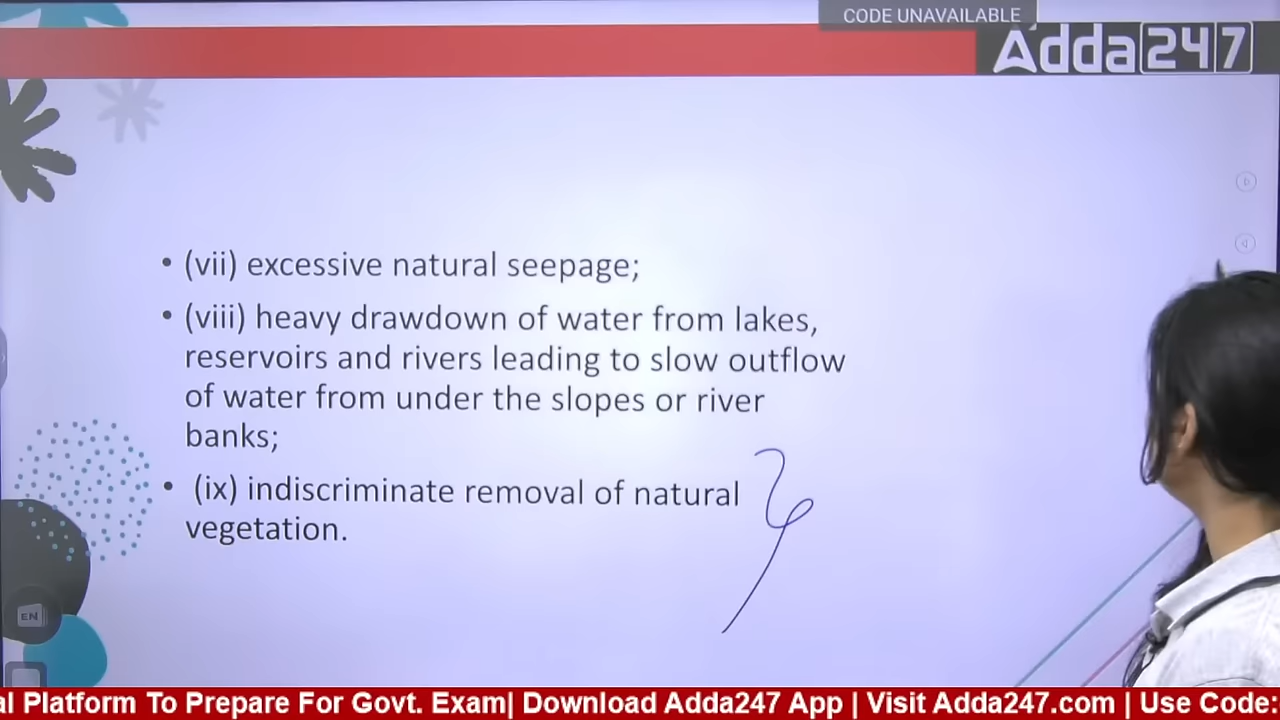 CODE UNAVAILABLE
Adda247
• (vii) excessive natural seepage;
• (viii) heavy drawdown of water from lakes,
reservoirs and rivers leading to slow outflow
of water from under the slopes or river
banks;
• (ix) indiscriminate removal of natural
vegetation.
EN
al Platform To Prepare For Govt. Exam| Download Adda247 App | Visit Adda247.com | Use Code: